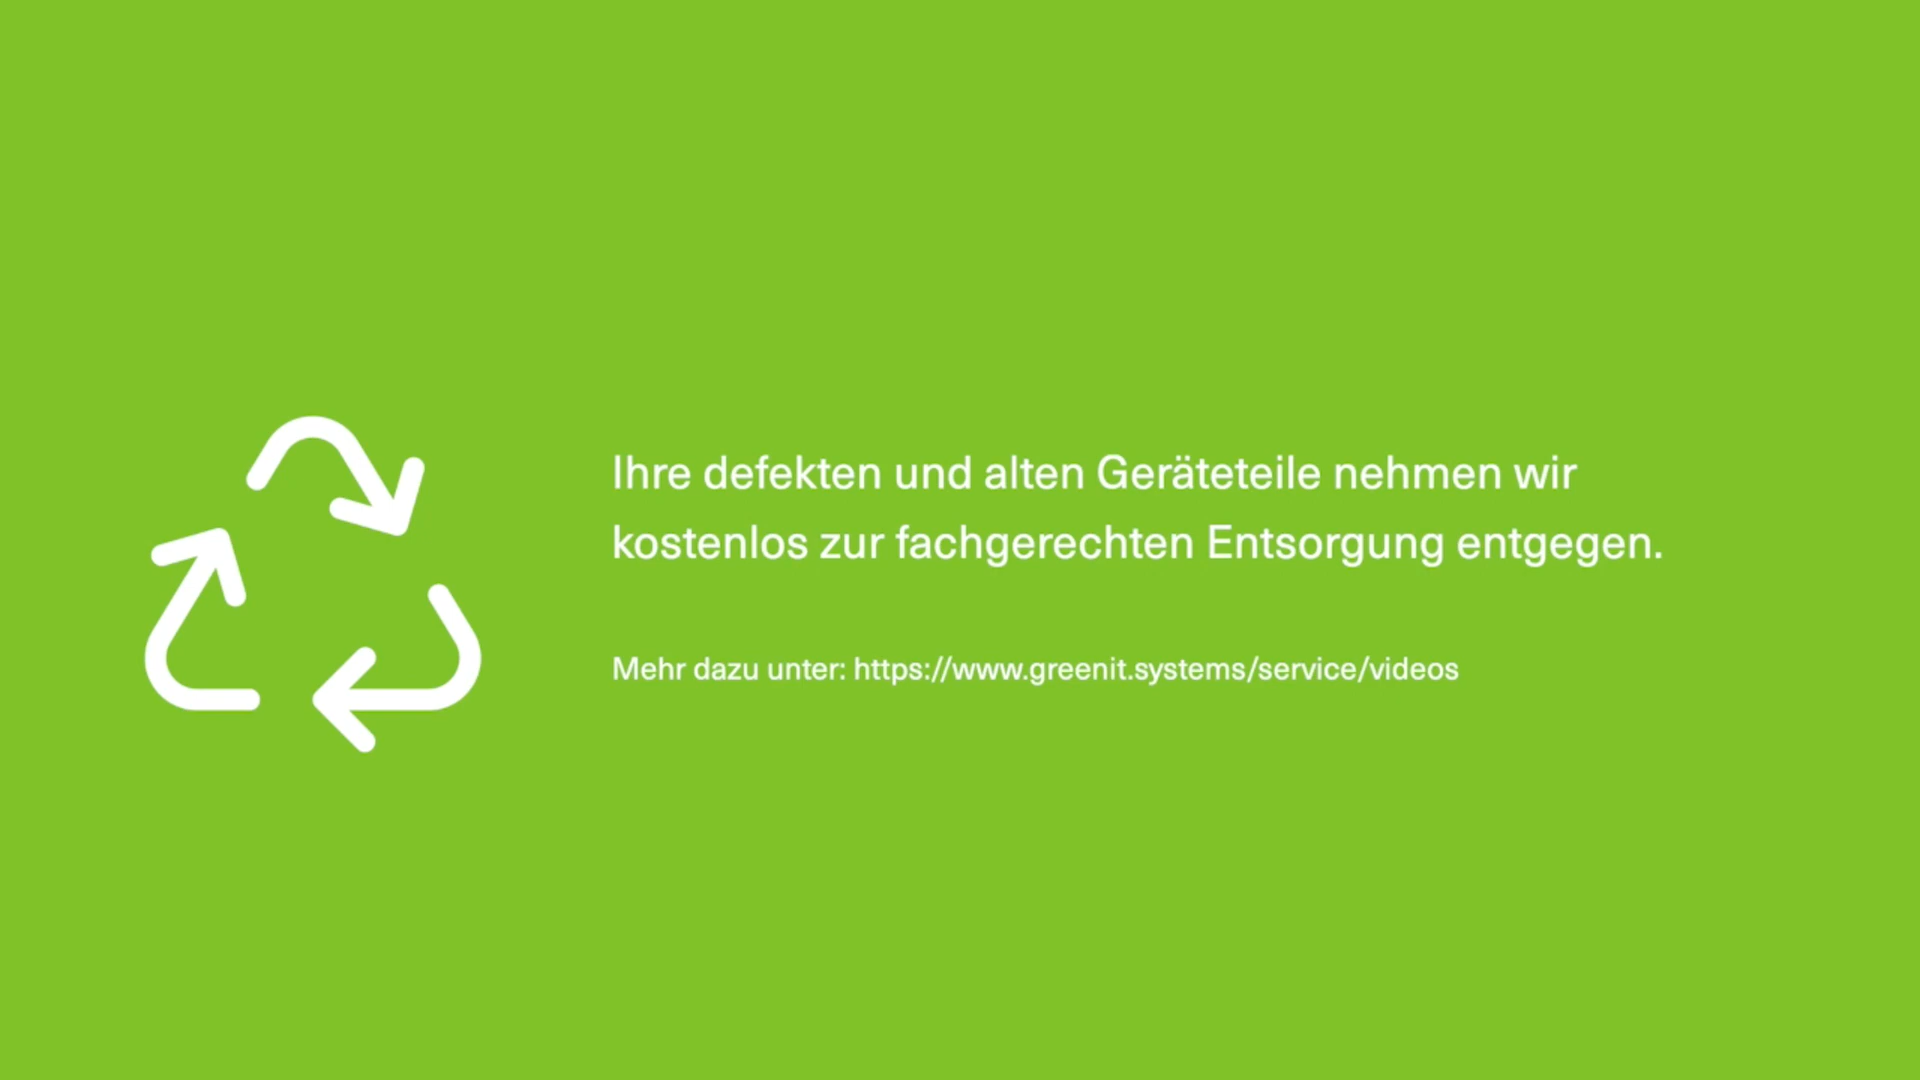 Ihre defekten und alten Geräteteile nehmen wir
kostenlos zur fachgerechten Entsorgung entgegen.
Mehr dazu unter: https://www.greenit.systems/service/videos